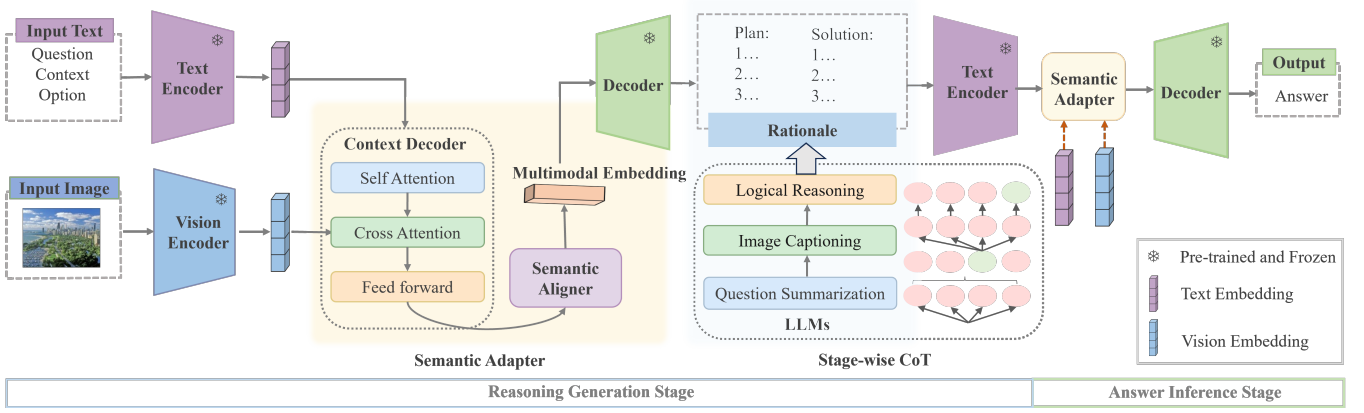 Input Text
Question
Context
Option
Text
Encoder
Input Image
Vision
Encoder
Context Decoder
Self Attention
Cross Attention
Feed forward
Multimodal Embedding
Semantic
Aligner
Semantic Adapter
Decoder
Plan:
1…
2…
3…
Solution:
1…
2…
3…
Rationale
Logical Reasoning
Image Captioning
Question Summarization
LLMs
Stage-wise CoT
Text
Encoder
Semantic
Adapter
Decoder
Output
Answer
Pre-trained and Frozen
Text Embedding
Vision Embedding
Reasoning Generation Stage
Answer Inference Stage